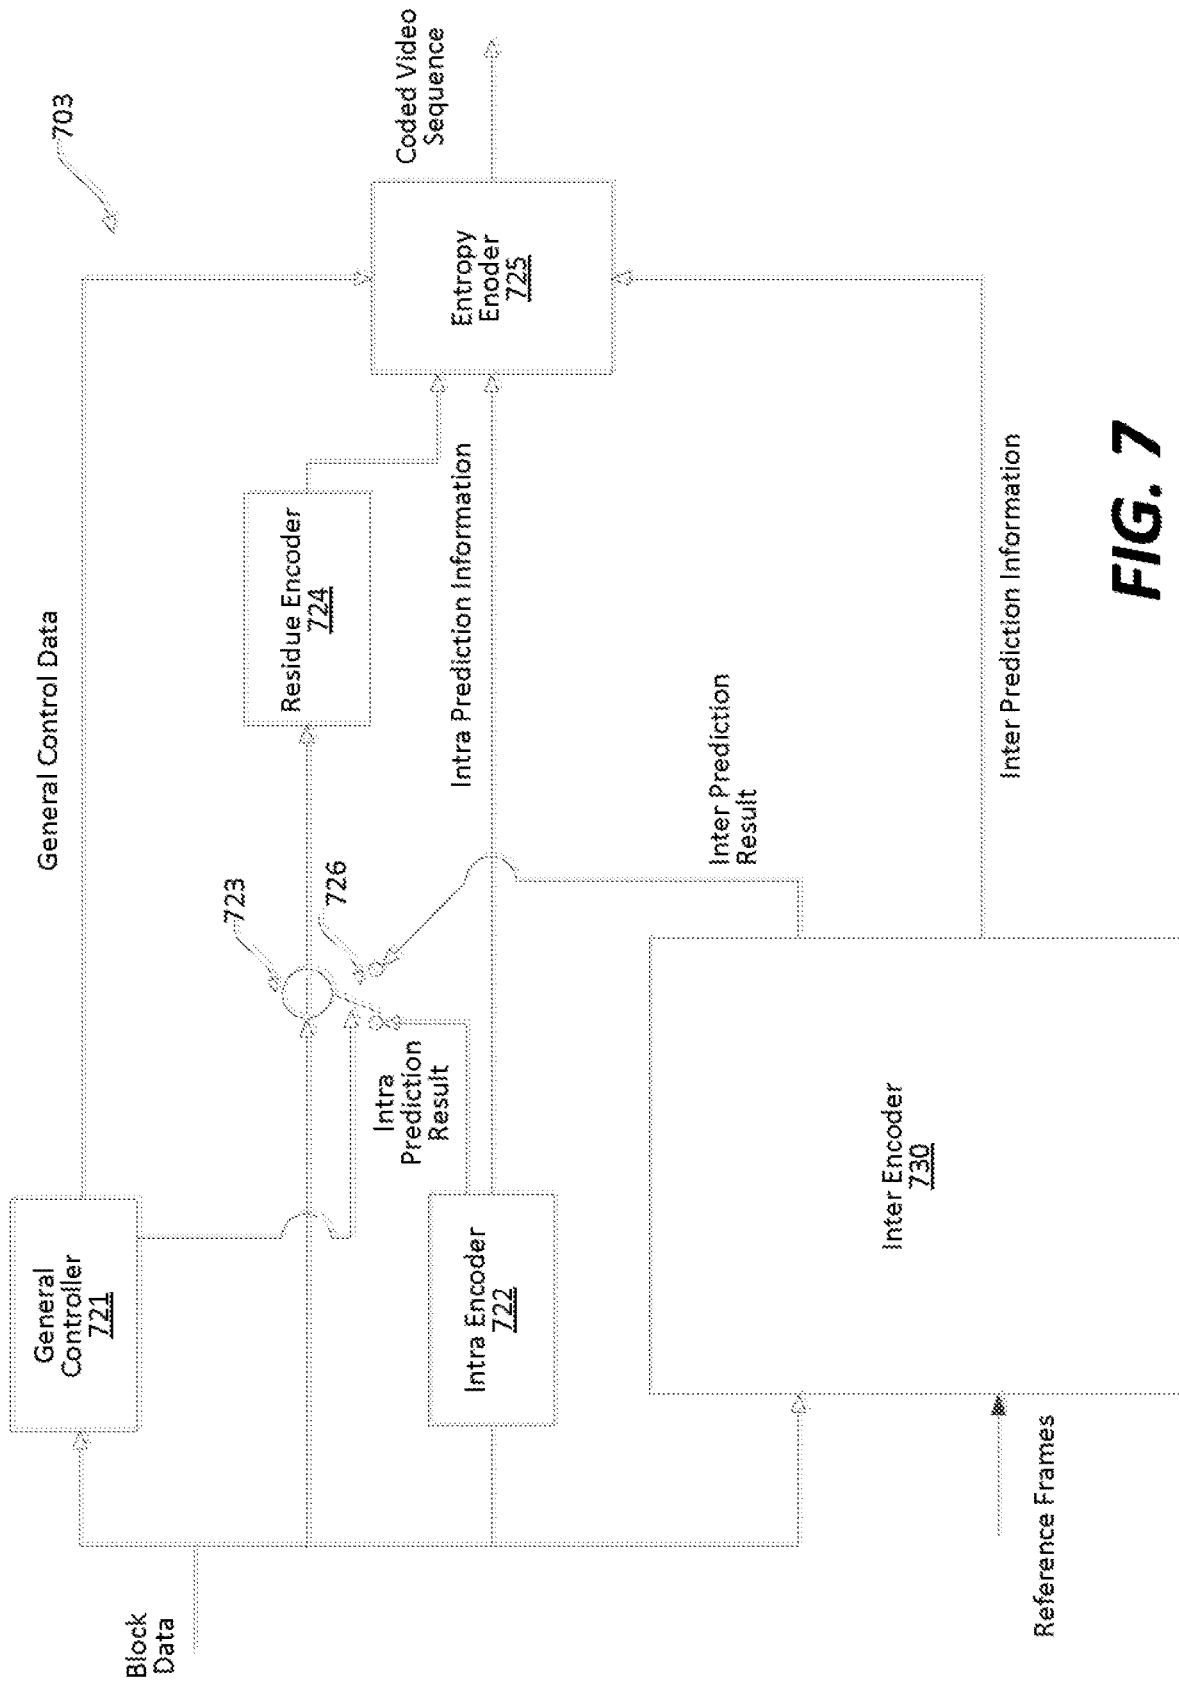 703
General Control Data
General
Controller
721
Block
Data
723
726
Residue Encoder
724
Entropy
Enoder
725
Coded Video
Sequence
Intra
Prediction
Result
Intra Prediction Information
Intra Encoder
722
Inter Prediction
Result
Inter Encoder
730
Inter Prediction Information
Reference Frames
FIG. 7